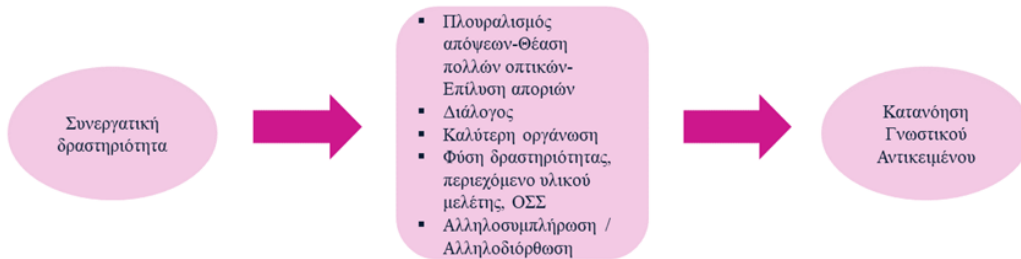 Συνεργατική
δραστηριότητα
▪ Πλουραλισμός
απόψεων-Θέαση
πολλών οπτικών-
Επίλυση αποριών
▪ Διάλογος
▪ Καλύτερη οργάνωση
▪ Φύση δραστηριότητας,
περιεχόμενο υλικού
μελέτης, ΟΣΣ
▪ Αλληλοσυμπλήρωση /
Αλληλοδιόρθωση
Κατανόηση
Γνωστικού
Αντικειμένου